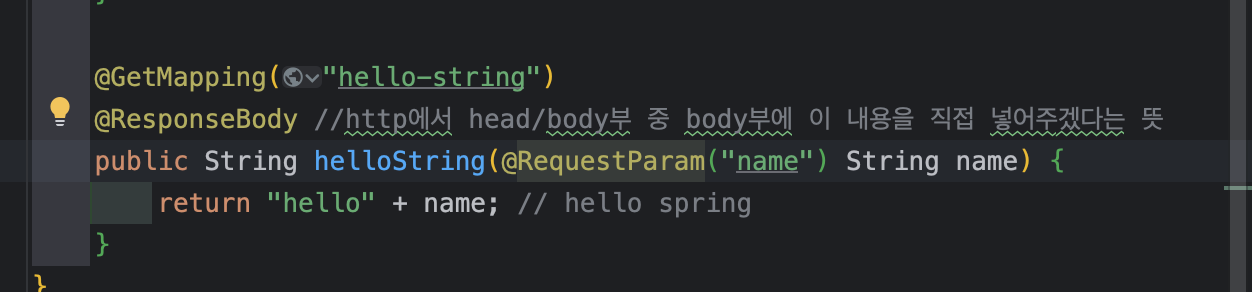 }
@GetMapping("hello-string")
@ResponseBody //http에서 head/body부 중 body부에 이 내용을 직접 넣어주겠다는 뜻
public String helloString(@RequestParam("name") String name) {
return "hello" + name; // hello spring
}
}